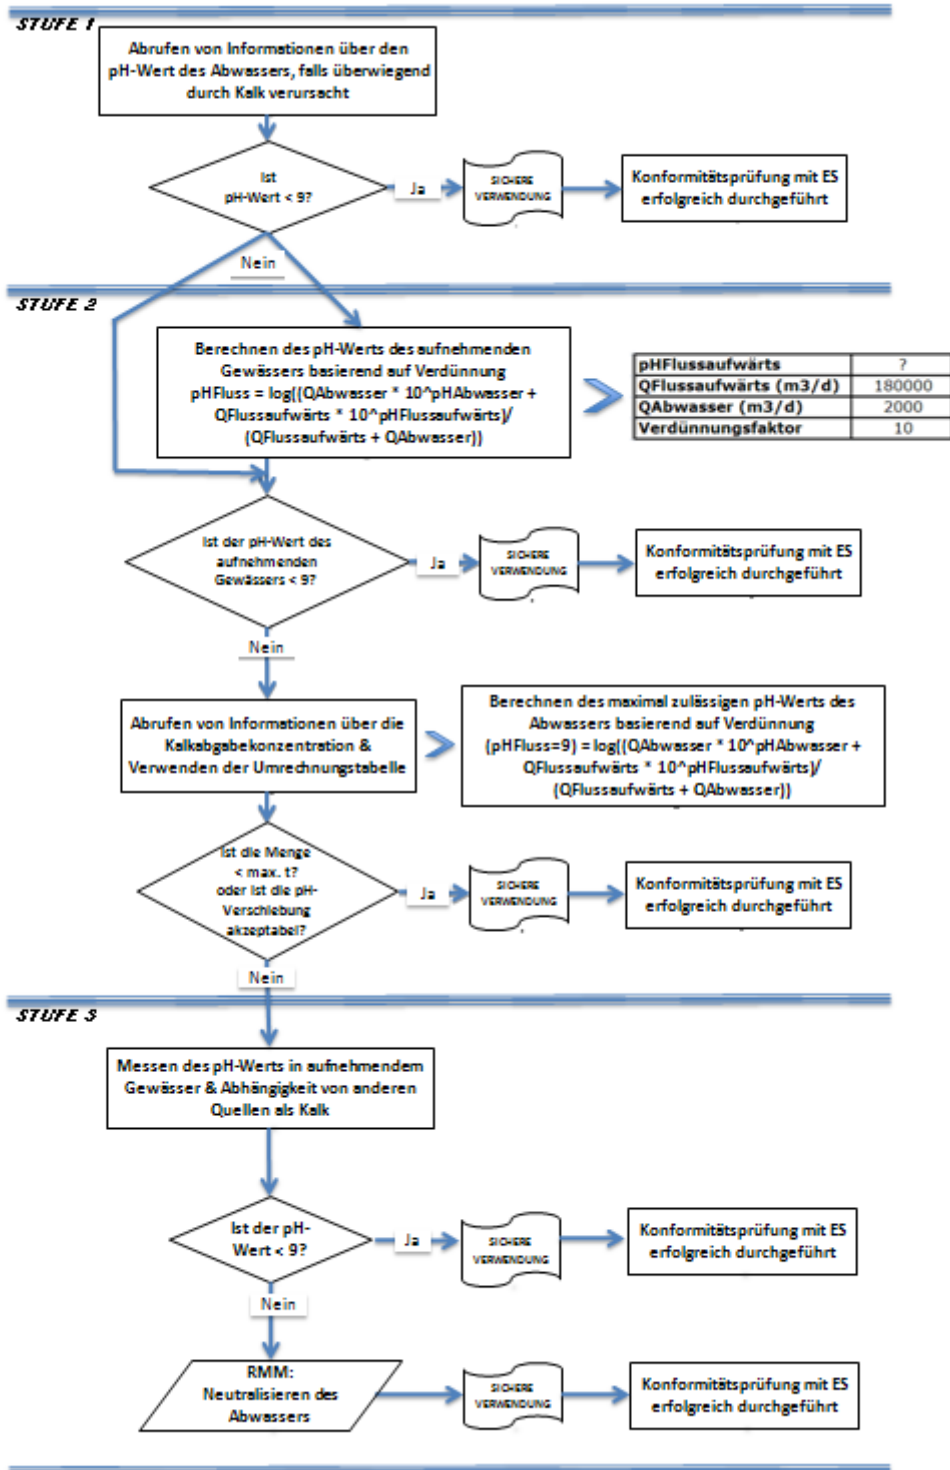 STUFE 1
Abrufen von Informationen über den
pH-Wert des Abwassers, falls überwiegend
durch Kalk verursacht
Ist
pH-Wert < 9?
Ja
SICHERE
VERWENDUNG
Konformitätsprüfung mit ES
erfolgreich durchgeführt
Nein
STUFE 2
Berechnen des pH-Werts des aufnehmenden
Gewässers basierend auf Verdünnung
pHFluss = log((QAbwasser * 10^pHAbwasser +
QFlussaufwärts * 10^pHFlussaufwärts)/
(QFlussaufwärts + QAbwasser))
pHFlussaufwärts ?
QFlussaufwärts (m3/d) 180000
QAbwasser (m3/d) 2000
Verdünnungsfaktor 10
Ist der pH-Wert des
aufnehmenden
Gewässers < 9?
Ja
SICHERE
VERWENDUNG
Konformitätsprüfung mit ES
erfolgreich durchgeführt
Nein
Abrufen von Informationen über die
Kalkabgabekonzentration &
Verwenden der Umrechnungstabelle
Berechnen des maximal zulässigen pH-Werts des
Abwassers basierend auf Verdünnung
(pHFluss=9) = log((QAbwasser * 10^pHAbwasser +
QFlussaufwärts * 10^pHFlussaufwärts)/
(QFlussaufwärts + QAbwasser))
Ist die Menge
< max. t?
oder Ist die pH-
Verschiebung
akzeptabel?
Ja
SICHERE
VERWENDUNG
Konformitätsprüfung mit ES
erfolgreich durchgeführt
Nein
STUFE 3
Messen des pH-Werts in aufnehmendem
Gewässer & Abhängigkeit von anderen
Quellen als Kalk
Ist der pH-
Wert < 9?
Ja
SICHERE
VERWENDUNG
Konformitätsprüfung mit ES
erfolgreich durchgeführt
Nein
RMM:
Neutralisieren des
Abwassers
SICHERE
VERWENDUNG
Konformitätsprüfung mit ES
erfolgreich durchgeführt